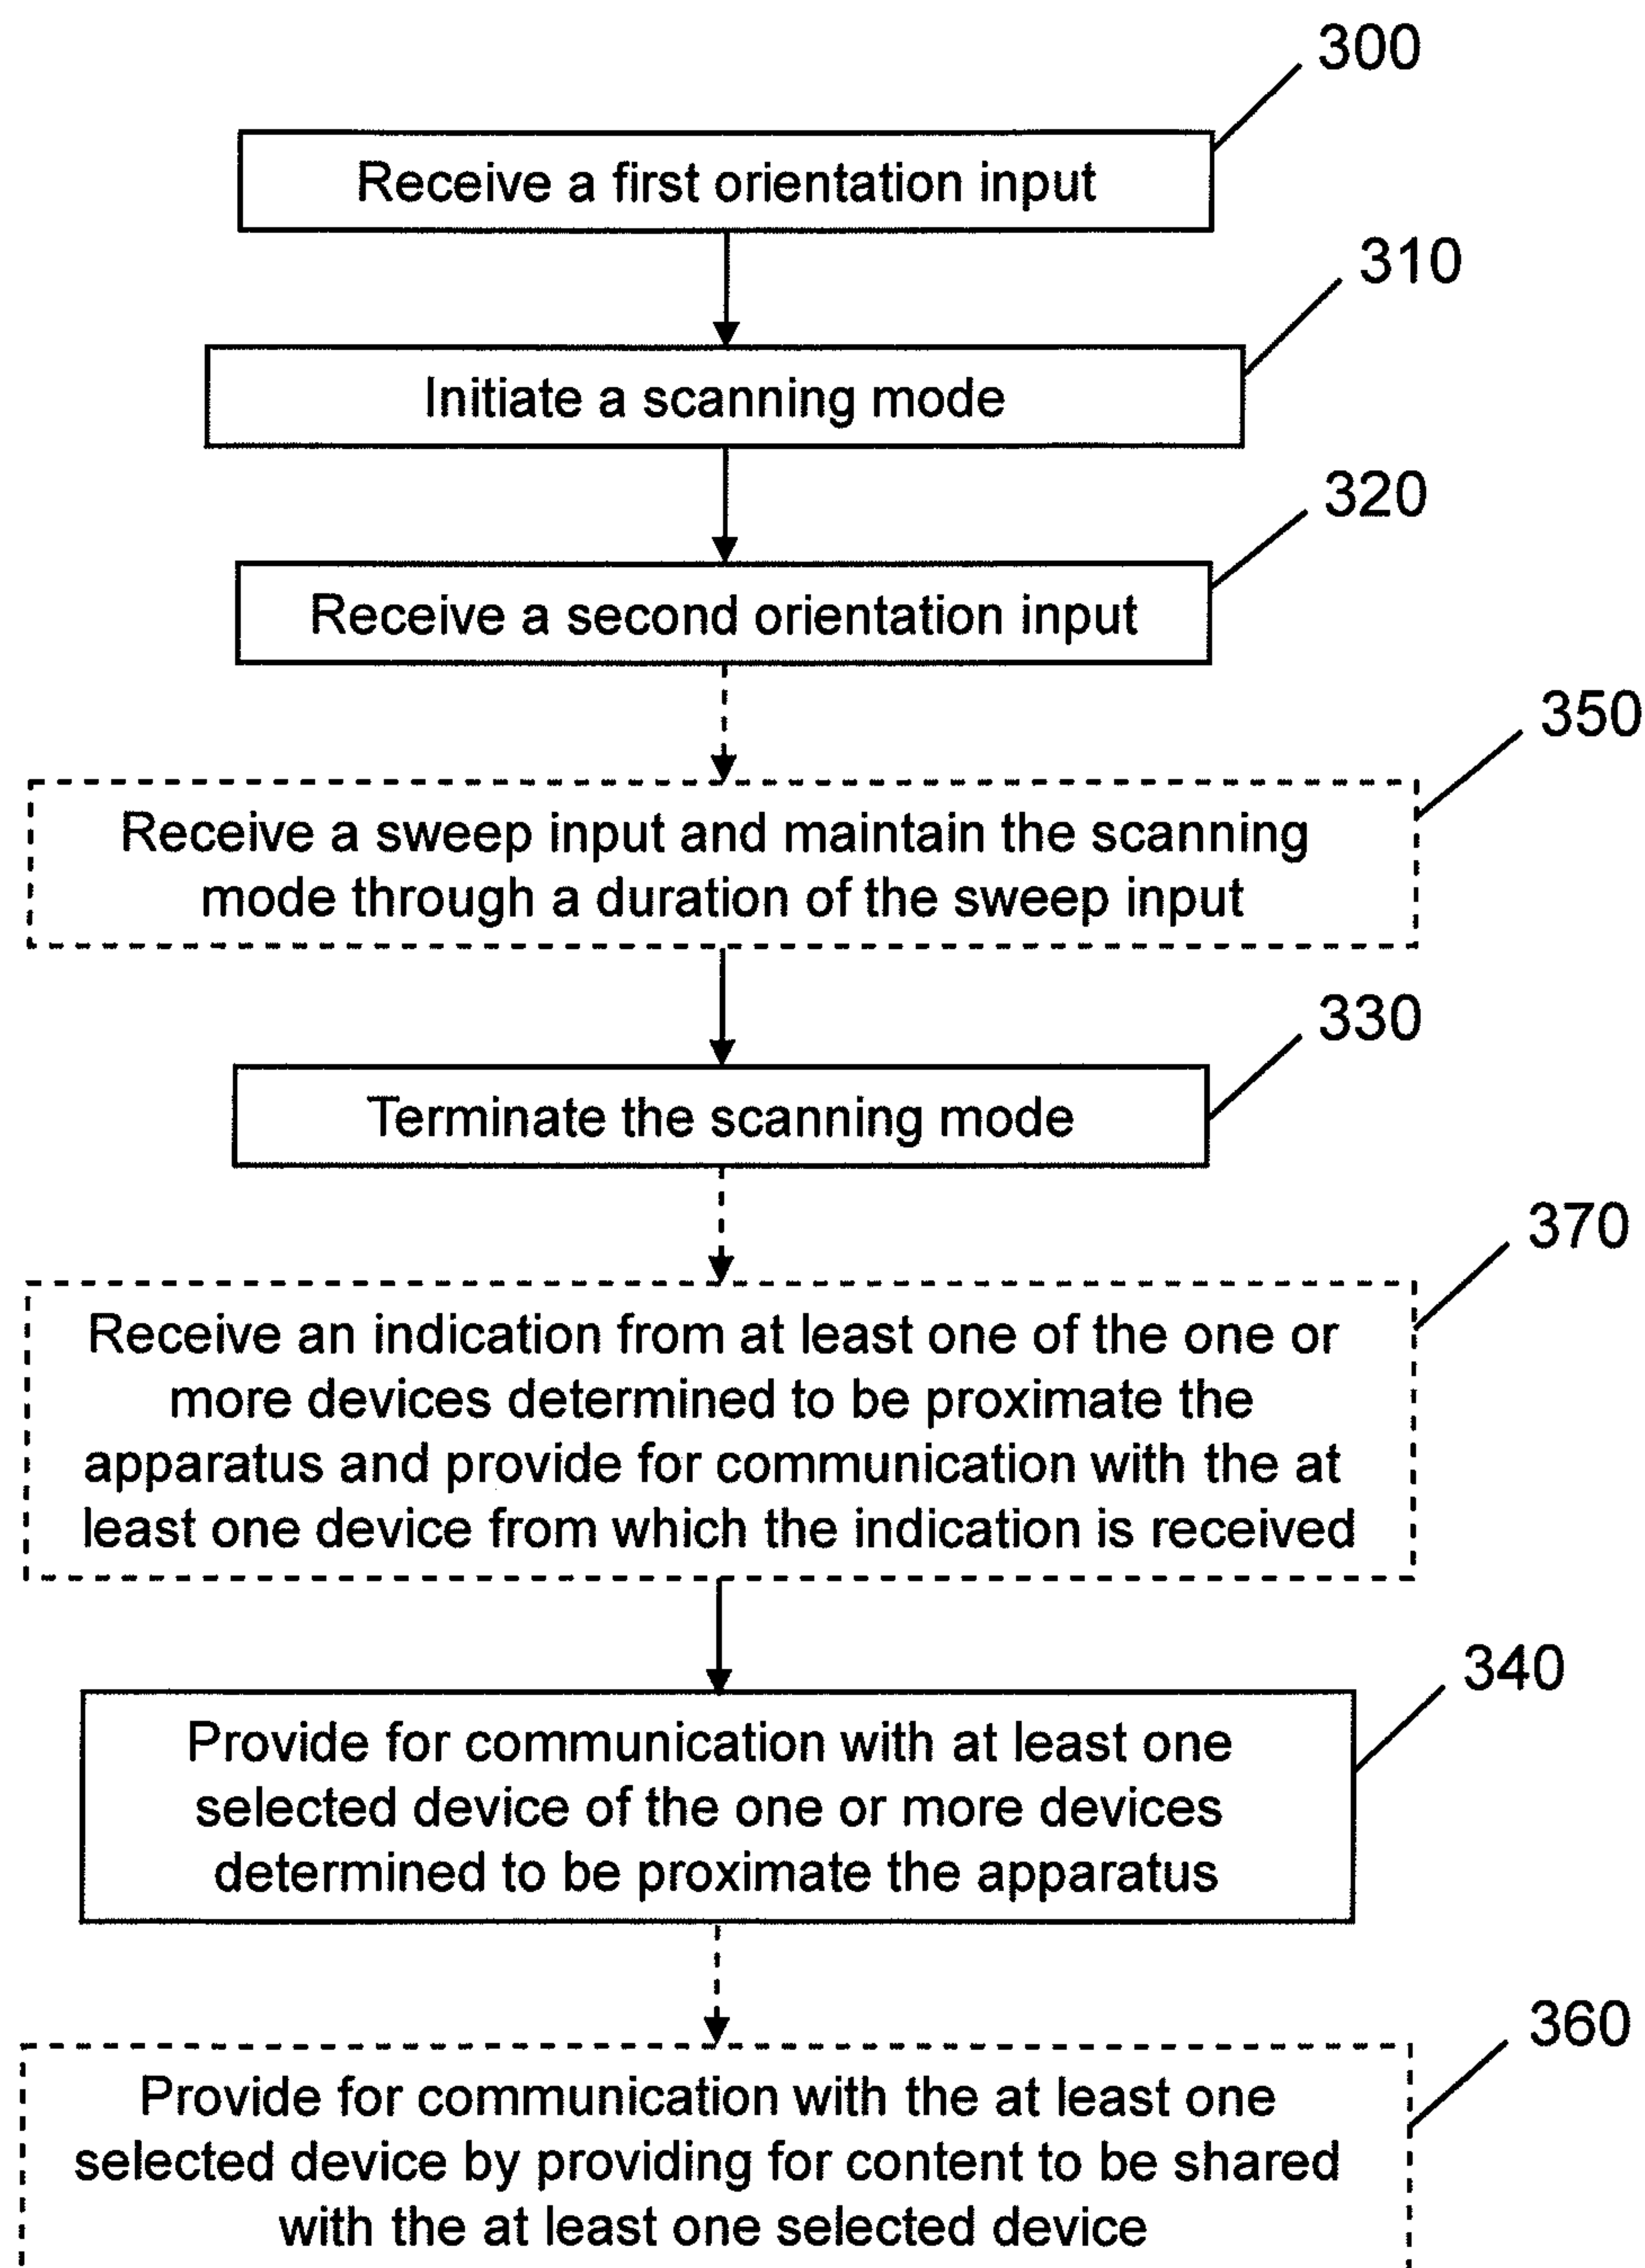 300
Receive a first orientation input
310
Initiate a scanning mode
320
Receive a second orientation input
350
Receive a sweep input and maintain the scanning
mode through a duration of the sweep input
330
Terminate the scanning mode
370
Receive an indication from at least one of the one or
more devices determined to be proximate the
apparatus and provide for communication with the at
least one device from which the indication is received
340
Provide for communication with at least one
selected device of the one or more devices
determined to be proximate the apparatus
360
Provide for communication with the at least one
selected device by providing for content to be shared
with the at least one selected device